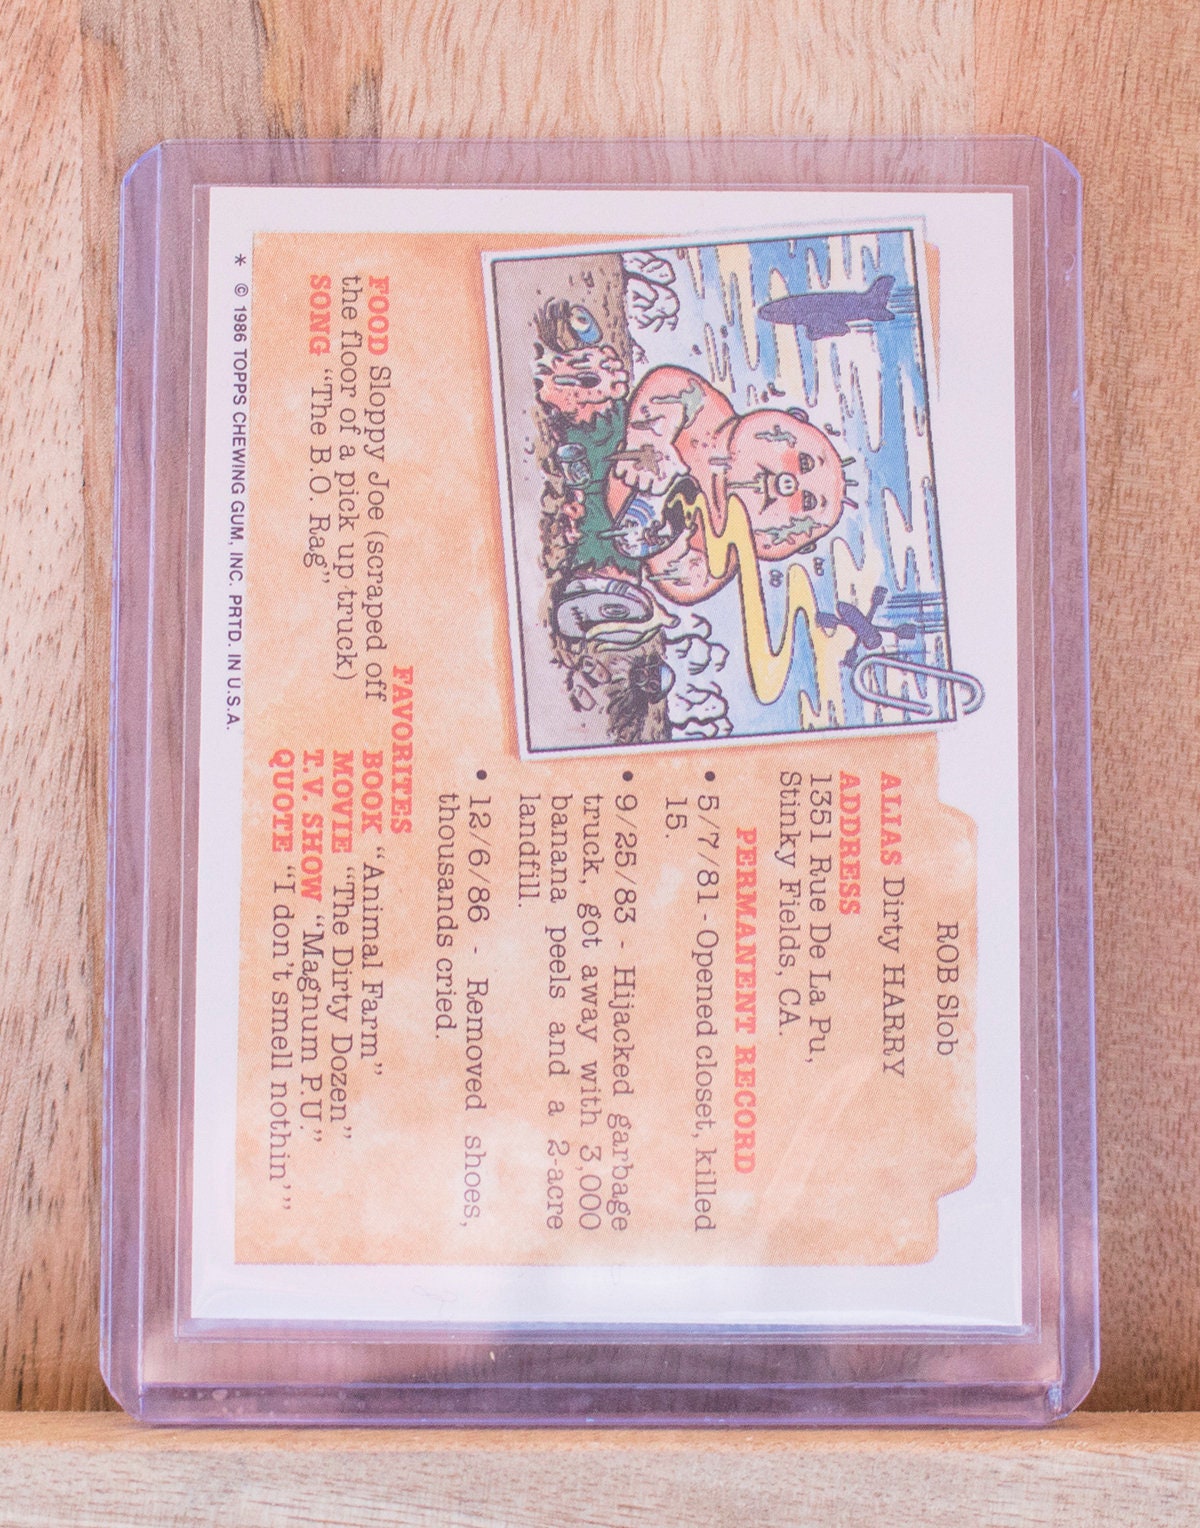 ROB Slob
ALIAS Dirty HARRY
ADDRESS
1351 Rue De La Pu,
Stinky Fields, CA.
PERMANENT RECORD
• 5/7/81 - Opened closet, killed
15.
• 9/25/83 - Hijacked garbage
truck, got away with 3,000
banana peels and a 2-acre
landfill.
• 12/6/86 - Removed shoes,
thousands cried.
FAVORITES
FOOD Sloppy Joe (scraped off
the floor of a pick up truck)
SONG "The B.O. Rag"
BOOK "Animal Farm"
MOVIE "The Dirty Dozen"
T.V. SHOW "Magnum P.U."
QUOTE "I don't smell nothin'"
* © 1986 TOPPS CHEWING GUM, INC. PRTD. IN U.S.A.